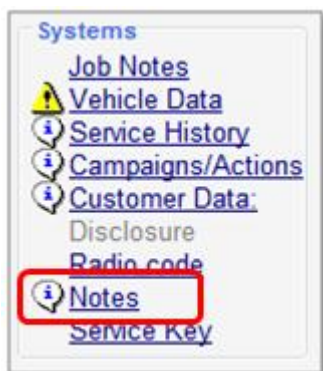 Systems
Job Notes
Vehicle Data
Service History
Campaigns/Actions
Customer Data:
Disclosure
Radio code
Notes
Service Key